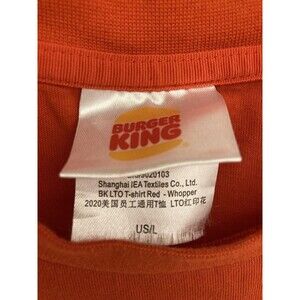 BURGER
KING
Shanghai IEA Textiles Co., Ltd.
BK LTO T-shirt Red - Whopper
2020美国员工通用T恤 LTO红印花
US/L